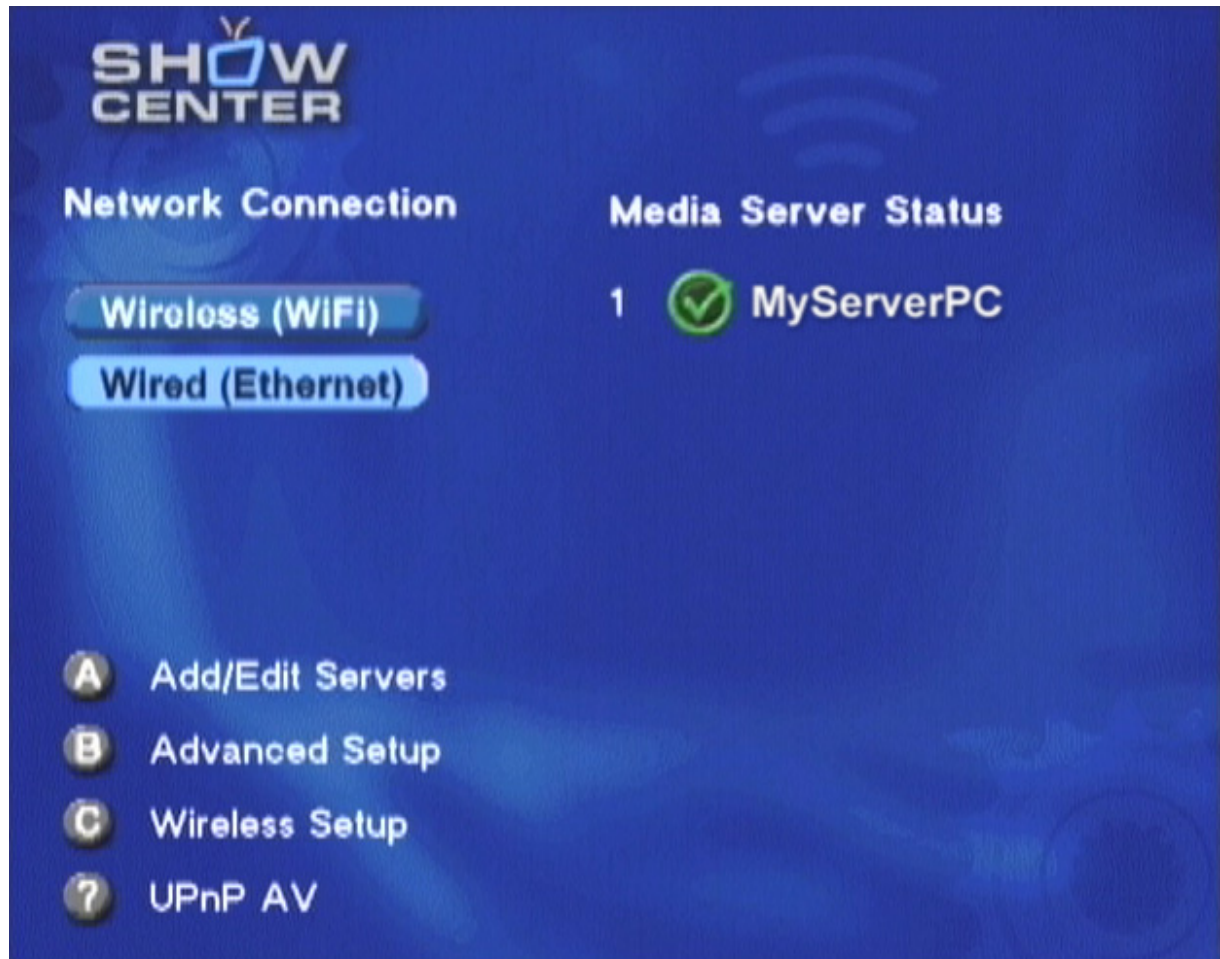 SHOW
CENTER
Network Connection
Wireless (WiFi)
Wired (Ethernet)
Media Server Status
1 MyServerPC
A Add/Edit Servers
B Advanced Setup
C Wireless Setup
? UPnP AV